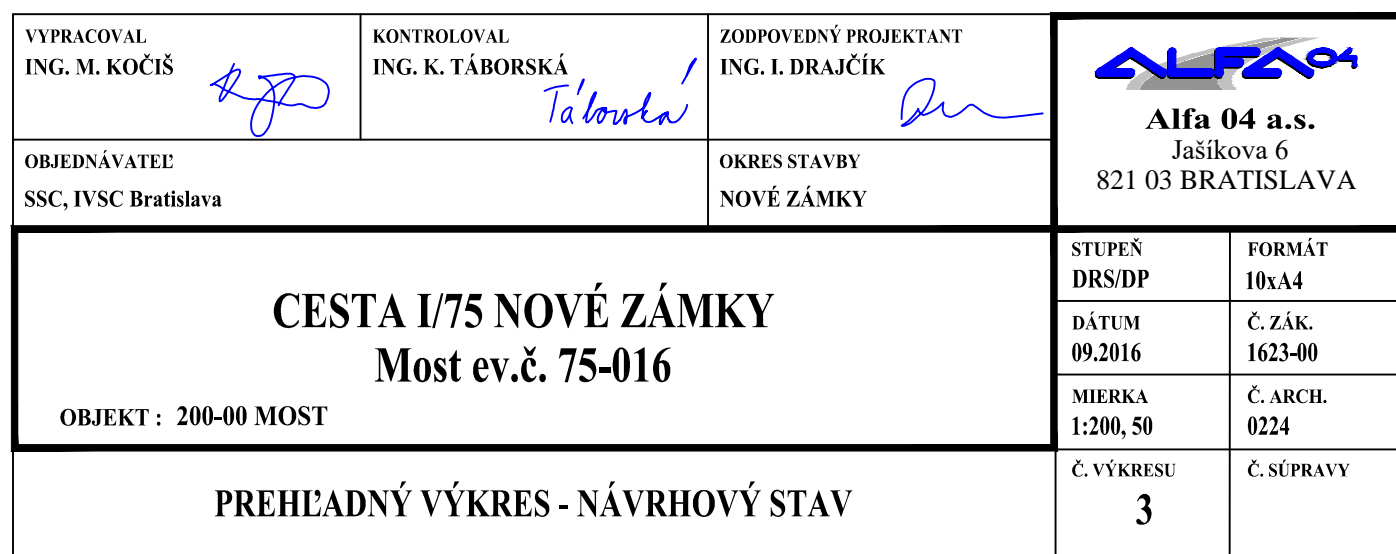 VYPRACOVAL
ING. M. KOČIŠ
KONTROLOVAL
ING. K. TÁBORSKÁ
Táborská
ZODPOVEDNÝ PROJEKTANT
ING. I. DRAJČÍK
ALFA04
Alfa 04 a.s.
Jašíkova 6
821 03 BRATISLAVA
OBJEDNÁVATEĽ
SSC, IVSC Bratislava
OKRES STAVBY
NOVÉ ZÁMKY
CESTA I/75 NOVÉ ZÁMKY
Most ev.č. 75-016
OBJEKT : 200-00 MOST
STUPEŇ
DRS/DP
FORMÁT
10xA4
DÁTUM
09.2016
Č. ZÁK.
1623-00
MIERKA
1:200, 50
Č. ARCH.
0224
PREHĽADNÝ VÝKRES - NÁVRHOVÝ STAV
Č. VÝKRESU
3
Č. SÚPRAVY